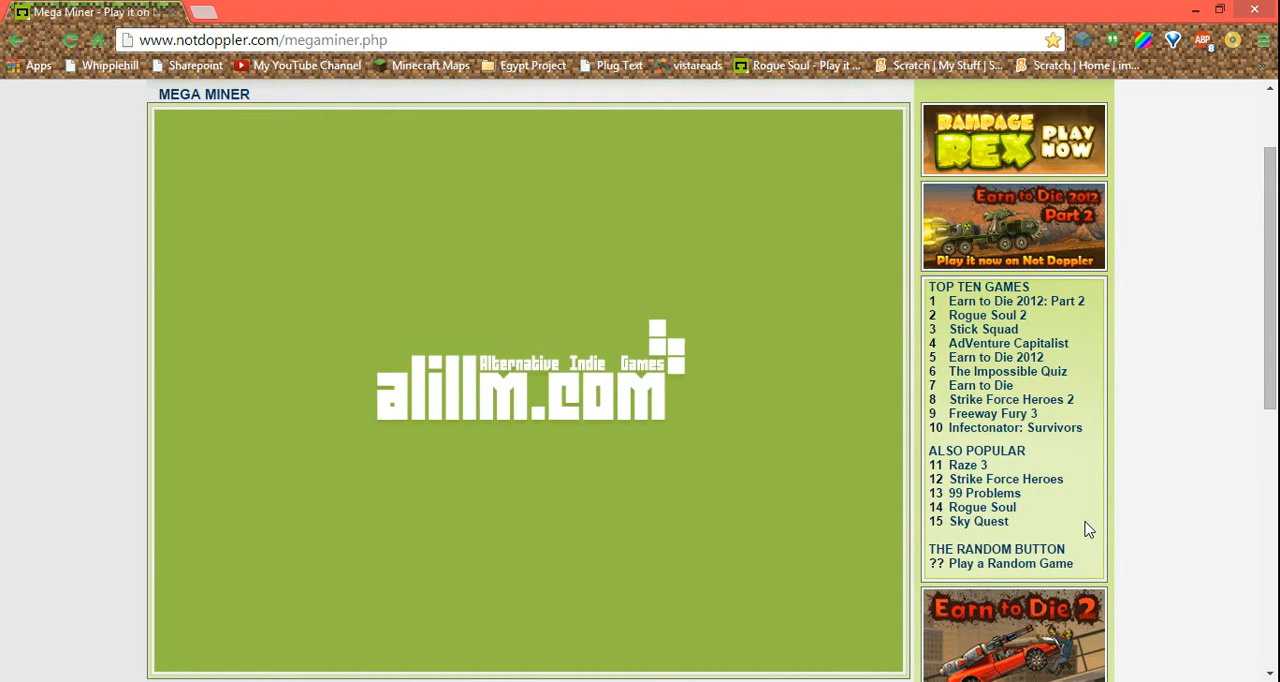 Mega Miner - Play it on
www.notdoppler.com/megaminer.php
ABP
8
Apps
Whipplehill
Sharepoint
My YouTube Channel
Minecraft Maps
Egypt Project
Plug Text
vistareads
Rogue Soul - Play it ...
Scratch | My Stuff | S...
Scratch | Home | im...
MEGA MINER
Alternative Indie Games
alillm.com
RAMPAGE
REX
PLAY
NOW
Earn to Die 2012
Part 2
Play it now on Not Doppler
TOP TEN GAMES
1 Earn to Die 2012: Part 2
2 Rogue Soul 2
3 Stick Squad
4 AdVenture Capitalist
5 Earn to Die 2012
6 The Impossible Quiz
7 Earn to Die
8 Strike Force Heroes 2
9 Freeway Fury 3
10 Infectonator: Survivors
ALSO POPULAR
11 Raze 3
12 Strike Force Heroes
13 99 Problems
14 Rogue Soul
15 Sky Quest
THE RANDOM BUTTON
?? Play a Random Game
Earn to Die 2